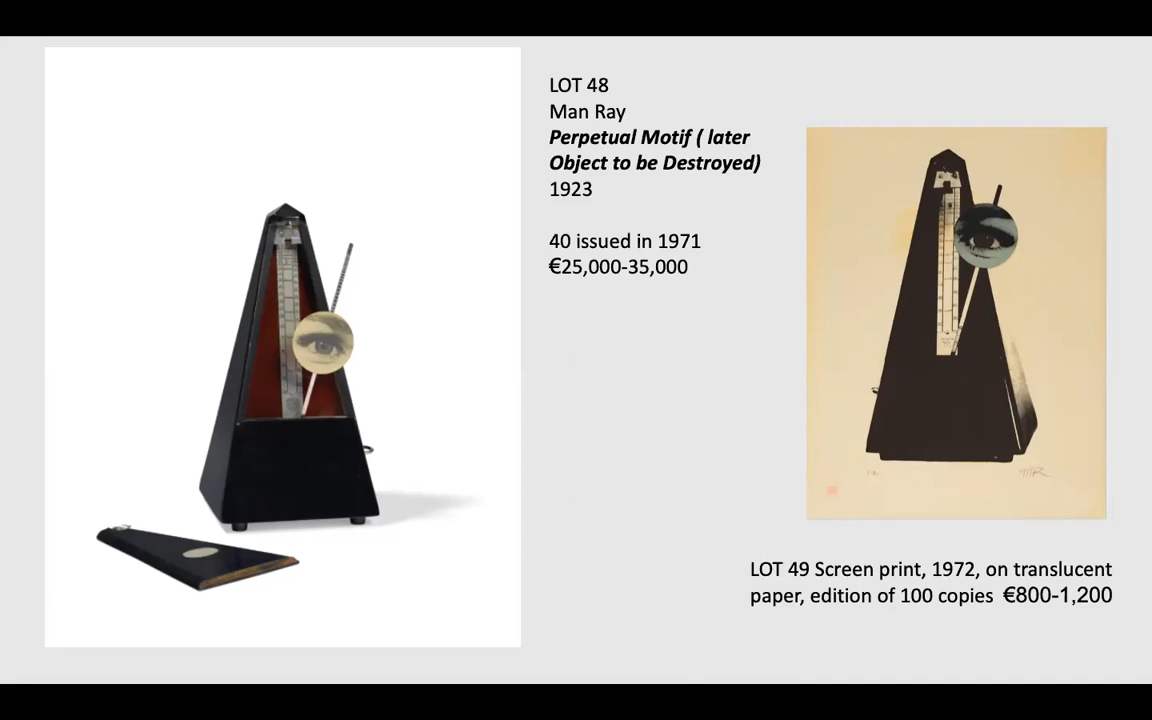 LOT 48
Man Ray
Perpetual Motif ( later
Object to be Destroyed)
1923
40 issued in 1971
€25,000-35,000
LOT 49 Screen print, 1972, on translucent
paper, edition of 100 copies €800-1,200